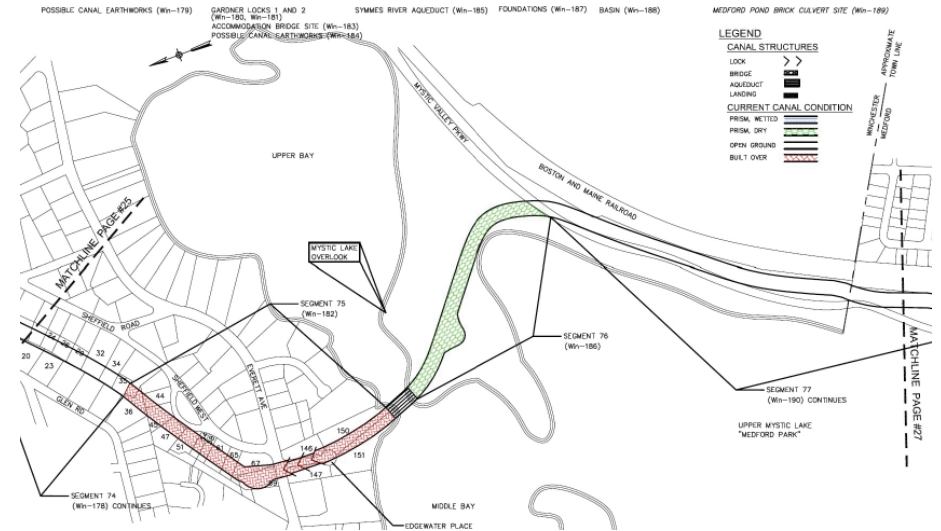 POSSIBLE CANAL EARTHWORKS (Win-179)
GARDNER LOCKS 1 AND 2
(Win-180, Win-181)
ACCOMMODATION BRIDGE SITE (Win-183)
POSSIBLE CANAL EARTHWORKS (Win-184)
SYMMES RIVER AQUEDUCT (Win-185)
FOUNDATIONS (Win-187)
BASIN (Win-188)
MEDFORD POND BRICK CULVERT SITE (Win-189)
LEGEND
CANAL STRUCTURES
LOCK
BRIDGE
AQUEDUCT
LANDING
CURRENT CANAL CONDITION
PRISM, WETTED
PRISM, DRY
OPEN GROUND
BUILT OVER
APPROXIMATE
TOWN LINE
WINCHESTER
MEDFORD
MYSTIC VALLEY PKWY
BOSTON AND MAINE RAILROAD
UPPER BAY
MATCHLINE PAGE #25
MYSTIC LAKE
OVERLOOK
SEGMENT 75
(Win-182)
SHEFFIELD ROAD
SEGMENT 76
(Win-186)
MATCHLINE PAGE #27
20
23
28
32
34
35
36
44
GLEN RD
SHEFFIELD WEST
EVERETT AVE
45
47
51
61
65
67
146
147
150
151
SEGMENT 77
(Win-190) CONTINUES
UPPER MYSTIC LAKE
"MEDFORD PARK"
SEGMENT 74
(Win-178) CONTINUES
MIDDLE BAY
EDGEWATER PLACE